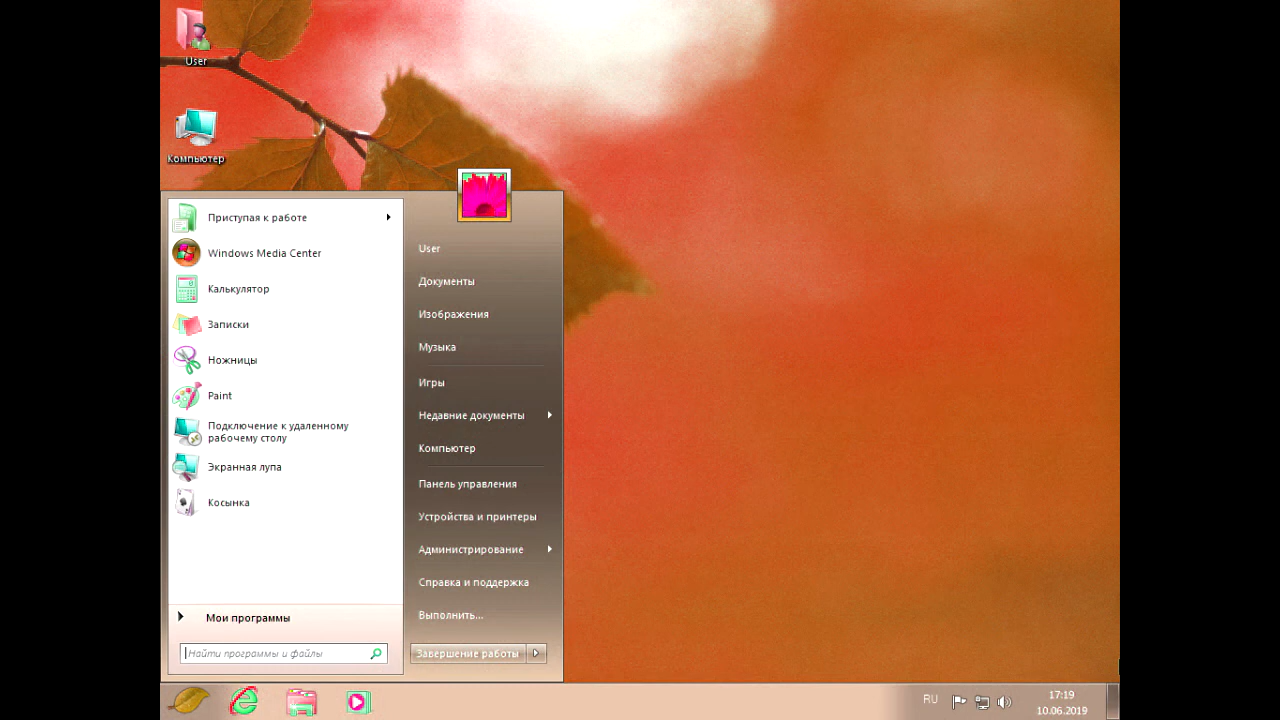 User
Компьютер
Приступая к работе
Windows Media Center
Калькулятор
Записки
Ножницы
Paint
Подключение к удаленному
рабочему столу
Экранная лупа
Косынка
Мои программы
Найти программы и файлы
User
Документы
Изображения
Музыка
Игры
Недавние документы
Компьютер
Панель управления
Устройства и принтеры
Администрирование
Справка и поддержка
Выполнить...
Завершение работы
RU
17:19
10.06.2019